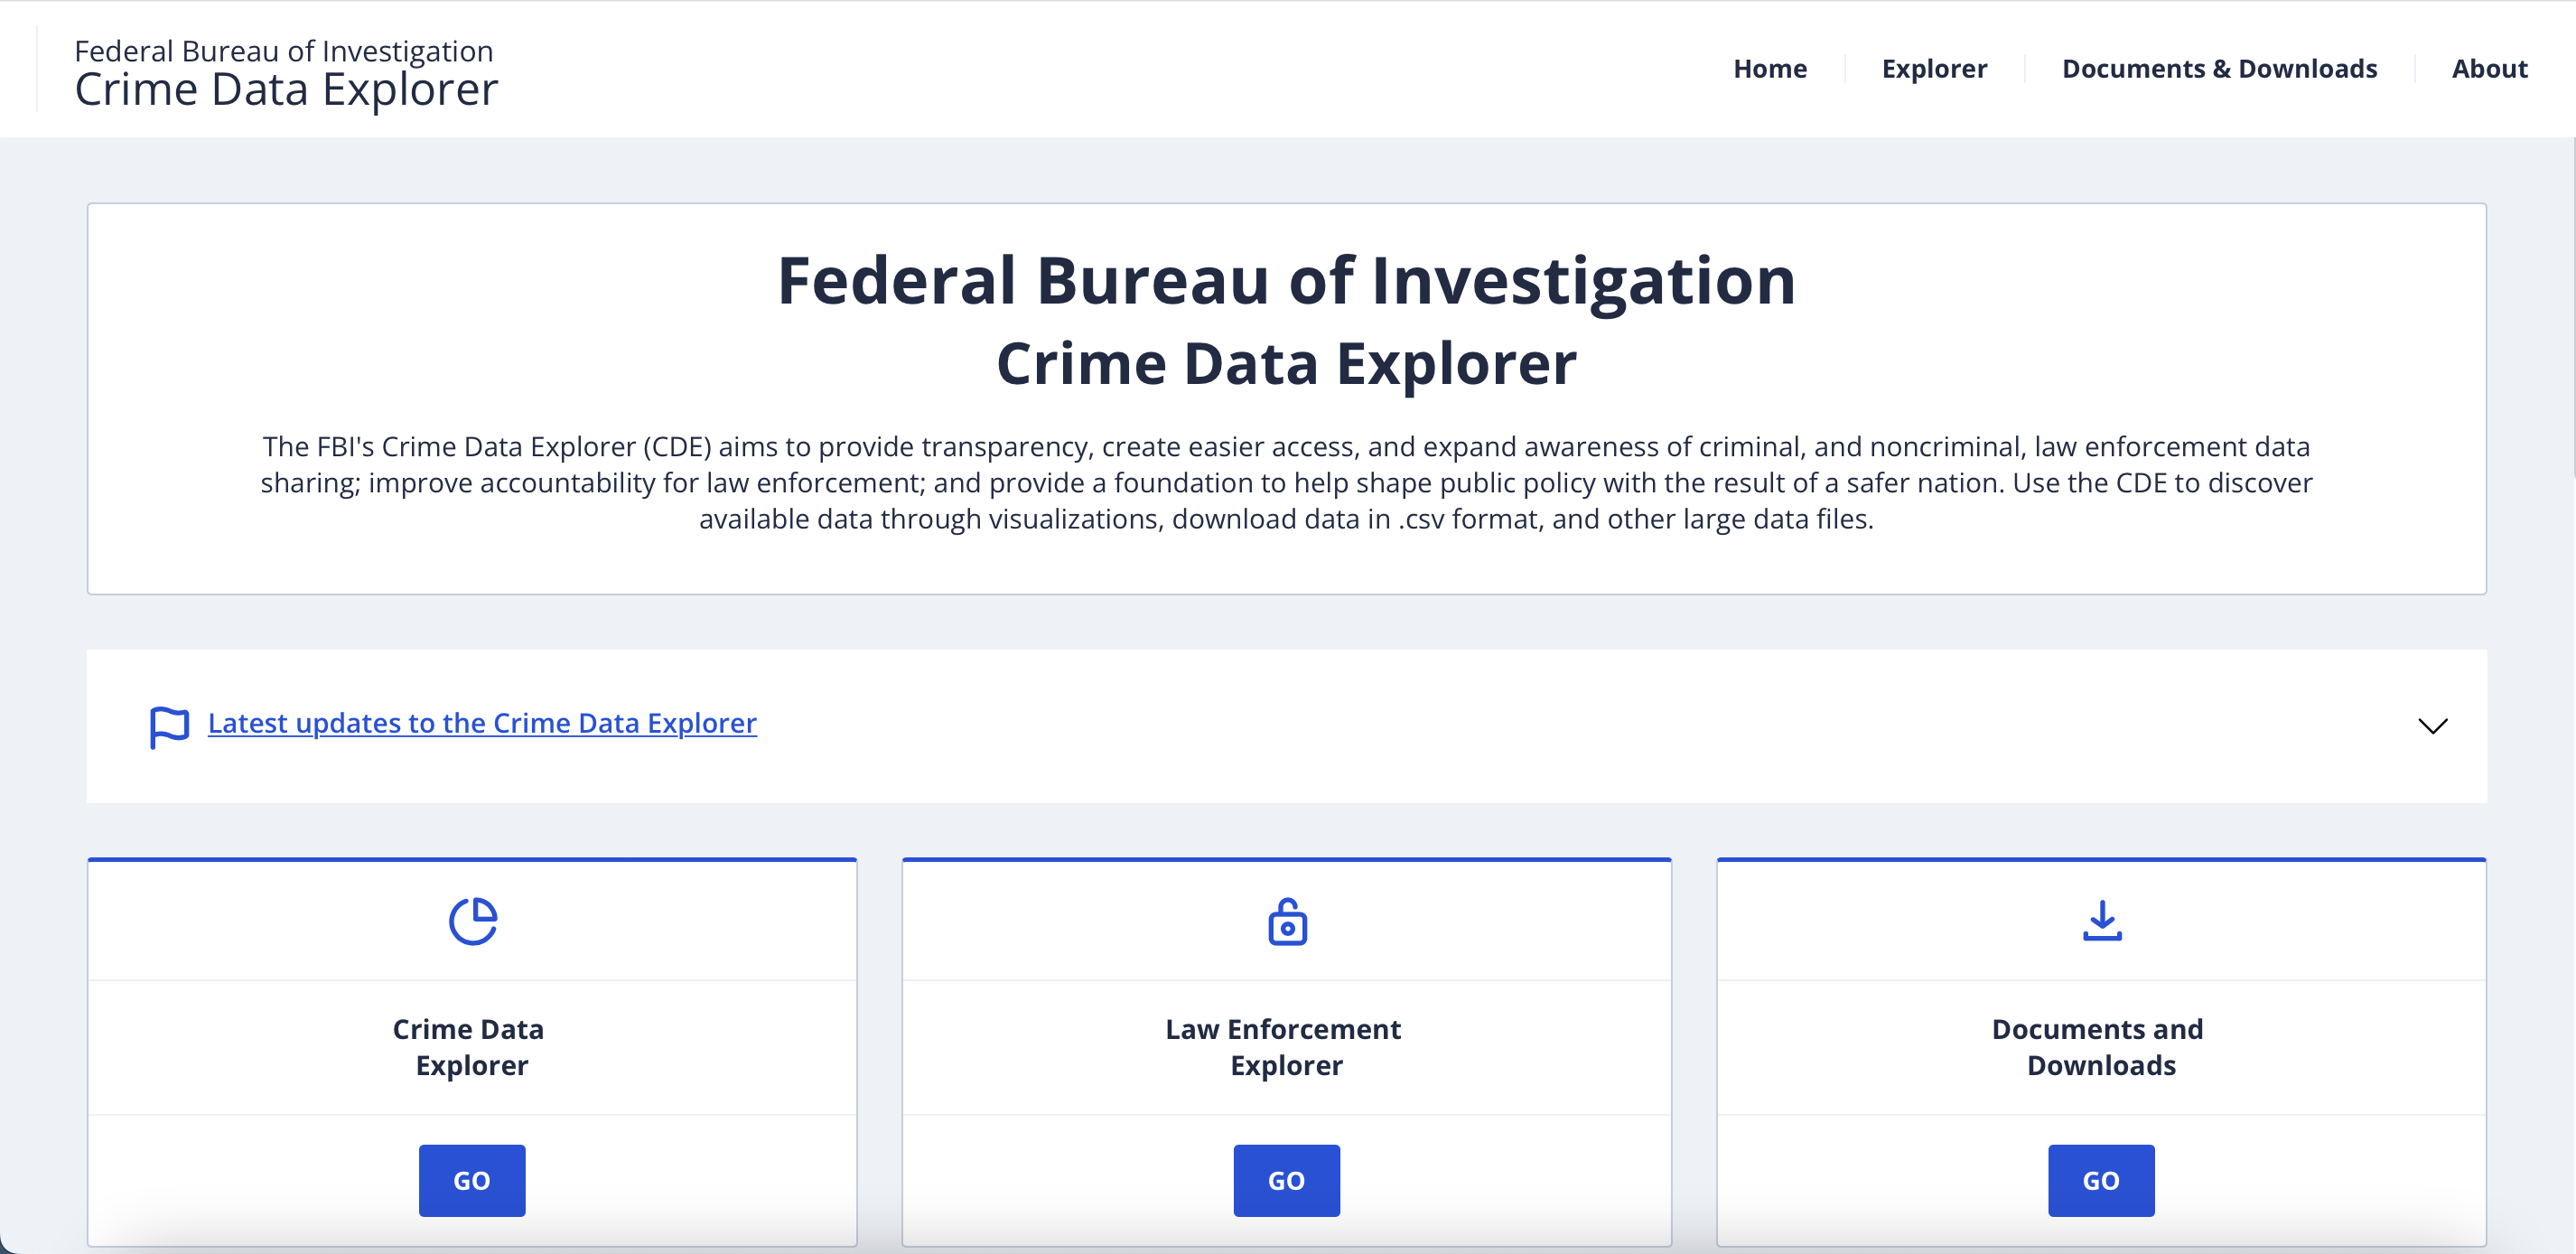 Federal Bureau of Investigation
Crime Data Explorer
Home
Explorer
Documents & Downloads
About
Federal Bureau of Investigation
Crime Data Explorer
The FBI's Crime Data Explorer (CDE) aims to provide transparency, create easier access, and expand awareness of criminal, and noncriminal, law enforcement data
sharing; improve accountability for law enforcement; and provide a foundation to help shape public policy with the result of a safer nation. Use the CDE to discover
available data through visualizations, download data in .csv format, and other large data files.
Latest updates to the Crime Data Explorer
Crime Data
Explorer
GO
Law Enforcement
Explorer
GO
Documents and
Downloads
GO